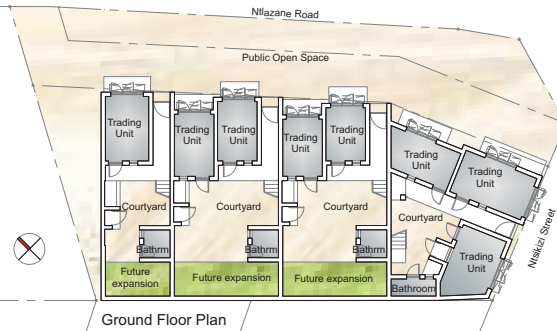 Ntlazane Road
Public Open Space
Trading
Unit
Trading
Unit
Trading
Unit
Trading
Unit
Trading
Unit
Trading
Unit
Trading
Unit
Courtyard
Courtyard
Courtyard
Courtyard
Ntsikizi Street
Trading
Unit
Bathrm
Bathrm
Bathrm
Future
expansion
Future expansion
Future expansion
Bathroom
Ground Floor Plan